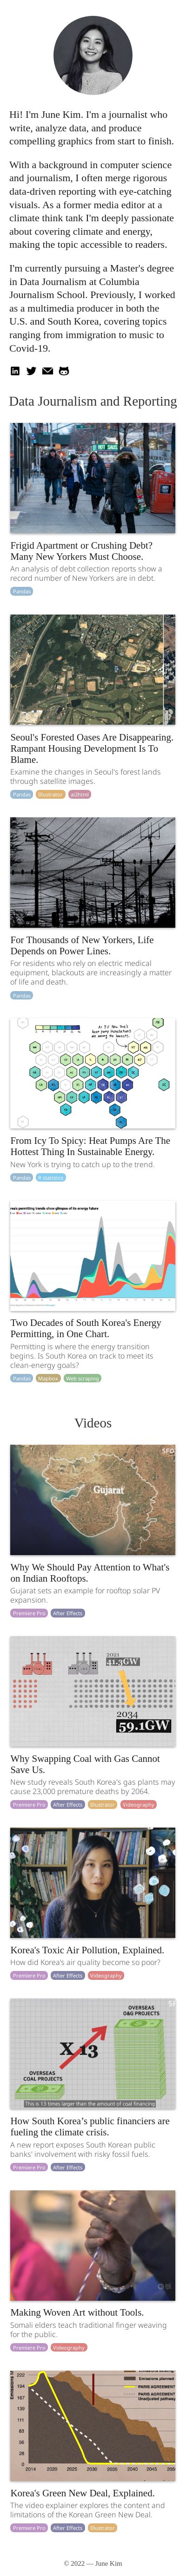 Hi! I'm June Kim. I'm a journalist who
write, analyze data, and produce
compelling graphics from start to finish.
With a background in computer science
and journalism, I often merge rigorous
data-driven reporting with eye-catching
visuals. As a former media editor at a
climate think tank I'm deeply passionate
about covering climate and energy,
making the topic accessible to readers.
I'm currently pursuing a Master's degree
in Data Journalism at Columbia
Journalism School. Previously, I worked
as a multimedia producer in both the
U.S. and South Korea, covering topics
ranging from immigration to music to
Covid-19.
Data Journalism and Reporting
Frigid Apartment or Crushing Debt?
Many New Yorkers Must Choose.
An analysis of debt collection reports show a
record number of New Yorkers are in debt.
Pandas
Seoul's Forested Oases Are Disappearing.
Rampant Housing Development Is To
Blame.
Examine the changes in Seoul's forest lands
through satellite images.
Pandas Illustrator ai2html
For Thousands of New Yorkers, Life
Depends on Power Lines.
For residents who rely on electric medical
equipment, blackouts are increasingly a matter
of life and death.
Pandas
From Icy To Spicy: Heat Pumps Are The
Hottest Thing In Sustainable Energy.
New York is trying to catch up to the trend.
Pandas R statistics
Two Decades of South Korea's Energy
Permitting, in One Chart.
Permitting is where the energy transition
begins. Is South Korea on track to meet its
clean-energy goals?
Pandas Mapbox Web scraping
Videos
Gujarat
Why We Should Pay Attention to What's
on Indian Rooftops.
Gujarat sets an example for rooftop solar PV
expansion.
Premiere Pro After Effects
2034
59.1GW
Why Swapping Coal with Gas Cannot
Save Us.
New study reveals South Korea's gas plants may
cause 23,000 premature deaths by 2064.
Premiere Pro After Effects Illustrator Videography
Korea's Toxic Air Pollution, Explained.
How did Korea's air quality become so poor?
Premiere Pro After Effects Videography
OVERSEAS
O&G PROJECTS
X 13
OVERSEAS
COAL PROJECTS
This is 13 times larger than the amount of coal financing
How South Korea's public financiers are
fueling the climate crisis.
A new report exposes South Korean public
banks' involvement with risky fossil fuels.
Premiere Pro After Effects
Making Woven Art without Tools.
Somali elders teach traditional finger weaving
for the public.
Premiere Pro Videography
Korea's Green New Deal, Explained.
The video explainer explores the content and
limitations of the Korean Green New Deal.
Premiere Pro After Effects Illustrator
© 2022 — June Kim